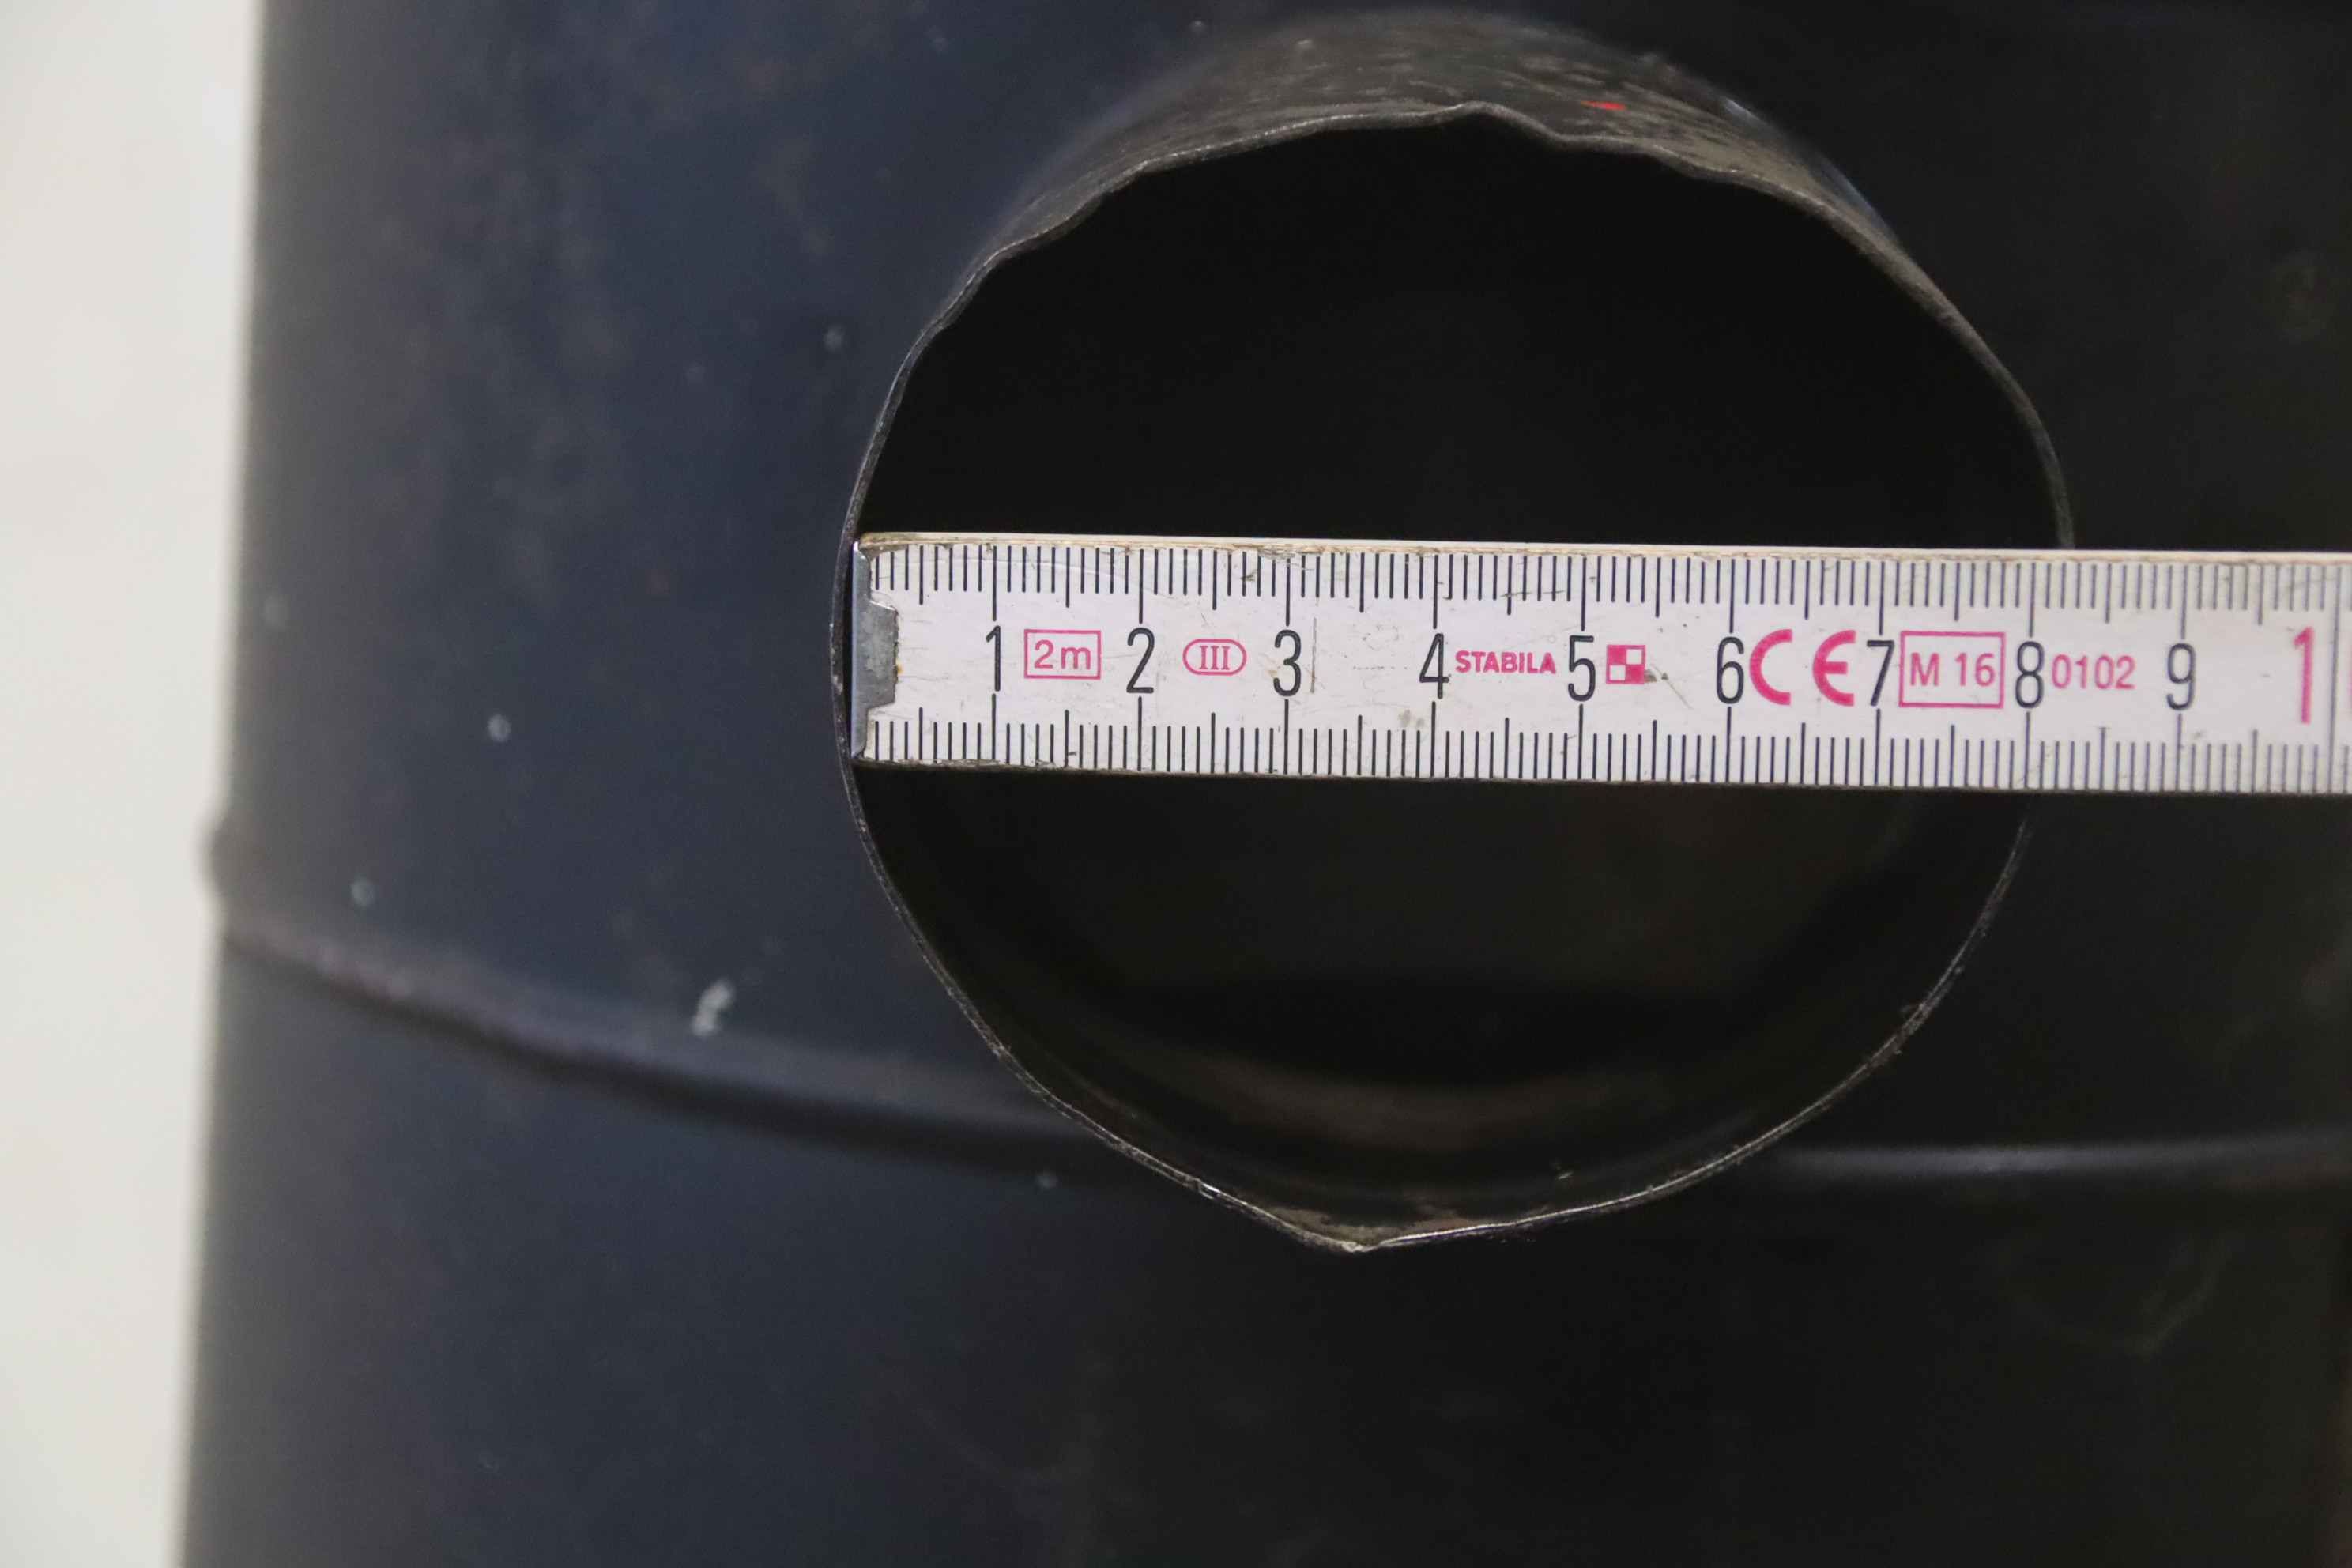 1 2m 2 III 3 4 STABILA 5 6 CE 7 M 16 8 0102 9 1